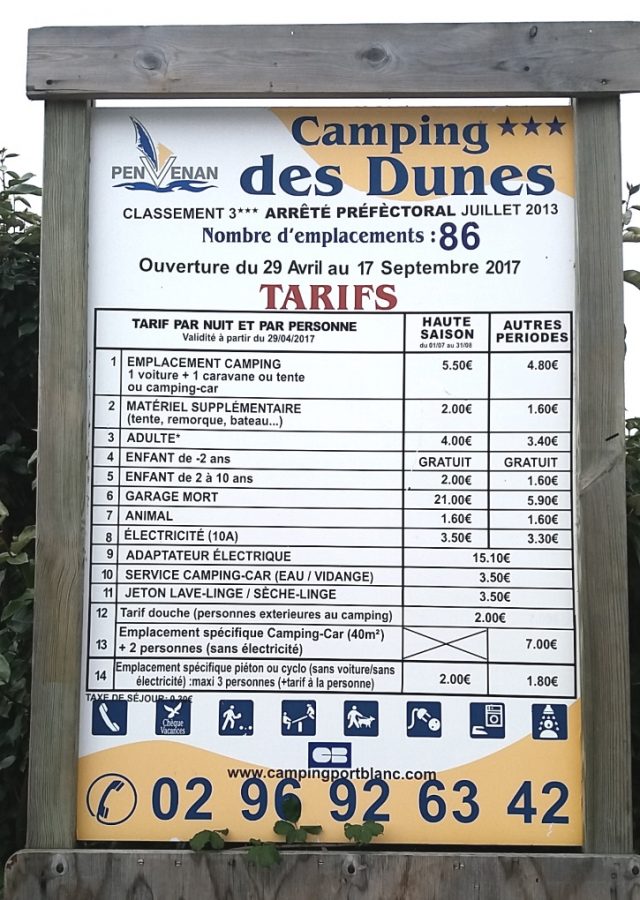 PENVENAN
Camping ***
des Dunes
CLASSEMENT 3*** ARRÊTÉ PRÉFÈCTORAL JUILLET 2013
Nombre d'emplacements : 86
Ouverture du 29 Avril au 17 Septembre 2017
TARIFS
TARIF PAR NUIT ET PAR PERSONNE
Validité à partir du 29/04/2017
HAUTE SAISON
du 01/07 au 31/08
AUTRES PERIODES
1 EMPLACEMENT CAMPING 5.50€ 4.80€
1 voiture + 1 caravane ou tente
ou camping-car
2 MATÉRIEL SUPPLÉMENTAIRE 2.00€ 1.60€
(tente, remorque, bateau...)
3 ADULTE* 4.00€ 3.40€
4 ENFANT de -2 ans GRATUIT GRATUIT
5 ENFANT de 2 à 10 ans 2.00€ 1.60€
6 GARAGE MORT 21.00€ 5.90€
7 ANIMAL 1.60€ 1.60€
8 ÉLECTRICITÉ (10A) 3.50€ 3.30€
9 ADAPTATEUR ÉLECTRIQUE 15.10€
10 SERVICE CAMPING-CAR (EAU / VIDANGE) 3.50€
11 JETON LAVE-LINGE / SÈCHE-LINGE 3.50€
12 Tarif douche (personnes exterieures au camping) 2.00€
13 Emplacement spécifique Camping-Car (40m²) 7.00€
+ 2 personnes (sans électricité)
14 Emplacement spécifique piéton ou cyclo (sans voiture/sans 2.00€ 1.80€
électricité) :maxi 3 personnes (+tarif à la personne)
TAXE DE SÉJOUR: 0.20€
Chèque
Vacances
CB
www.campingportblanc.com
02 96 92 63 42